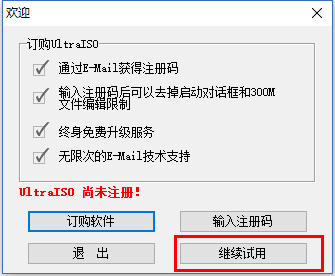 欢迎
订购UltraISO
通过E-Mail获得注册码
输入注册码后可以去掉启动对话框和300M
文件编辑限制
终身免费升级服务
无限次的E-Mail技术支持
UltraISO 尚未注册!
订购软件
输入注册码
退 出
继续试用